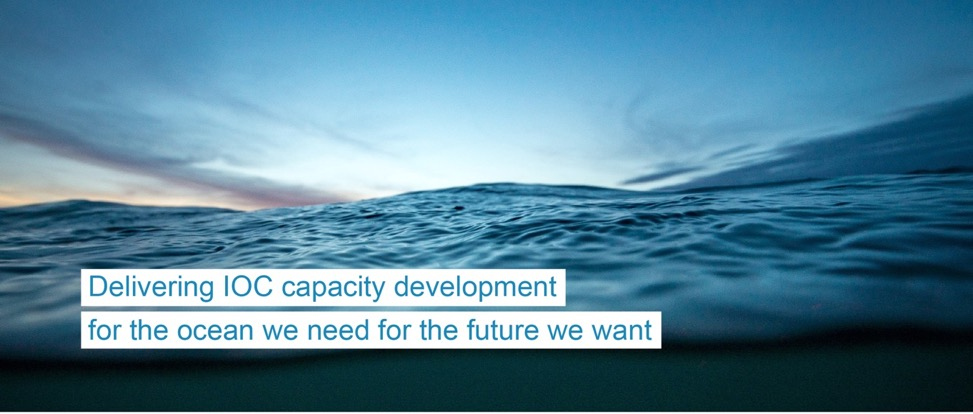 Delivering IOC capacity development
for the ocean we need for the future we want